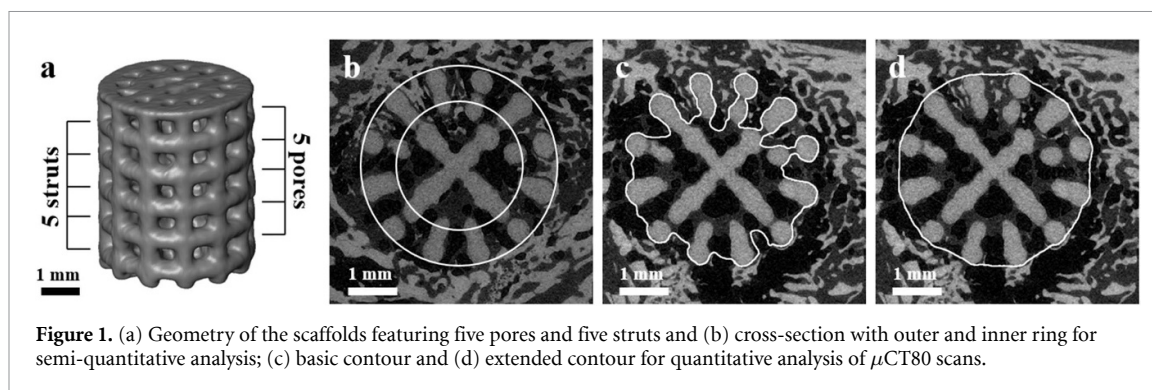 a
5 struts
5 pores
1 mm
b
1 mm
c
1 mm
d
1 mm
Figure 1. (a) Geometry of the scaffolds featuring five pores and five struts and (b) cross-section with outer and inner ring for
semi-quantitative analysis; (c) basic contour and (d) extended contour for quantitative analysis of μCT80 scans.